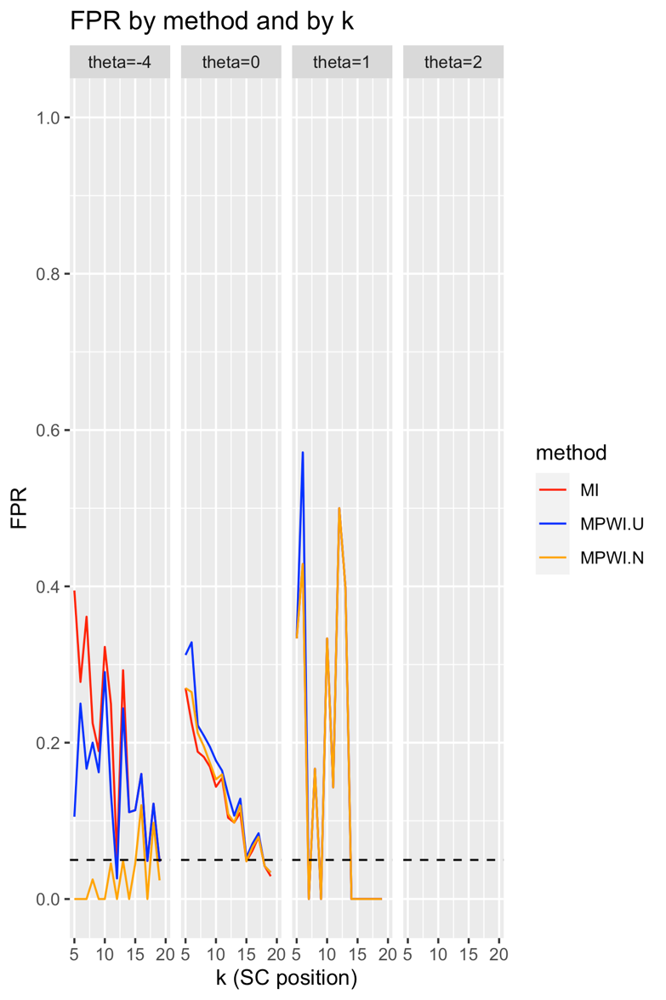 FPR by method and by k
theta=-4 theta=0 theta=1 theta=2
1.0
0.8
0.6
0.4
0.2
0.0
FPR
5 10 15 20 5 10 15 20 5 10 15 20 5 10 15 20
k (SC position)
method
MI
MPWI.U
MPWI.N